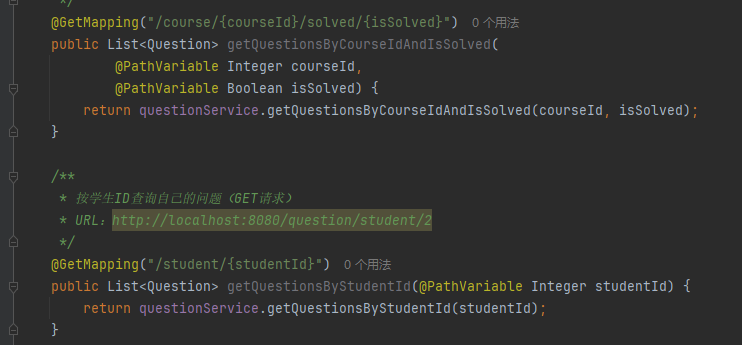 */
@GetMapping("/course/{courseId}/solved/{isSolved}") 0 个用法
public List<Question> getQuestionsByCourseIdAndIsSolved(
@PathVariable Integer courseId,
@PathVariable Boolean isSolved) {
return questionService.getQuestionsByCourseIdAndIsSolved(courseId, isSolved);
}
/**
* 按学生ID查询自己的问题（GET请求）
* URL：http://localhost:8080/question/student/2
*/
@GetMapping("/student/{studentId}") 0 个用法
public List<Question> getQuestionsByStudentId(@PathVariable Integer studentId) {
return questionService.getQuestionsByStudentId(studentId);
}